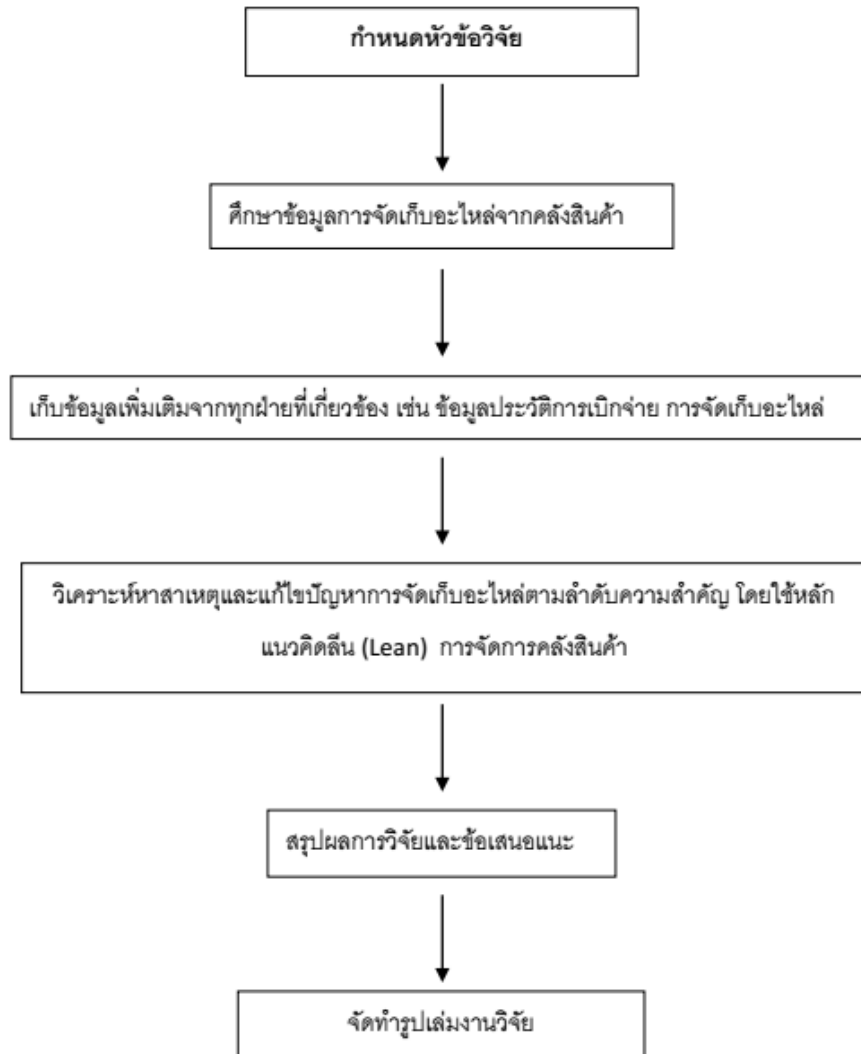 กำหนดหัวข้อวิจัย
ศึกษาข้อมูลการจัดเก็บอะไหล่จากคลังสินค้า
เก็บข้อมูลเพิ่มเติมจากทุกฝ่ายที่เกี่ยวข้อง เช่น ข้อมูลประวัติการเบิกจ่าย การจัดเก็บอะไหล่
วิเคราะห์หาสาเหตุและแก้ไขปัญหาการจัดเก็บอะไหล่ตามลำดับความสำคัญ โดยใช้หลัก
แนวคิดลีน (Lean) การจัดการคลังสินค้า
สรุปผลการวิจัยและข้อเสนอแนะ
จัดทำรูปเล่มงานวิจัย